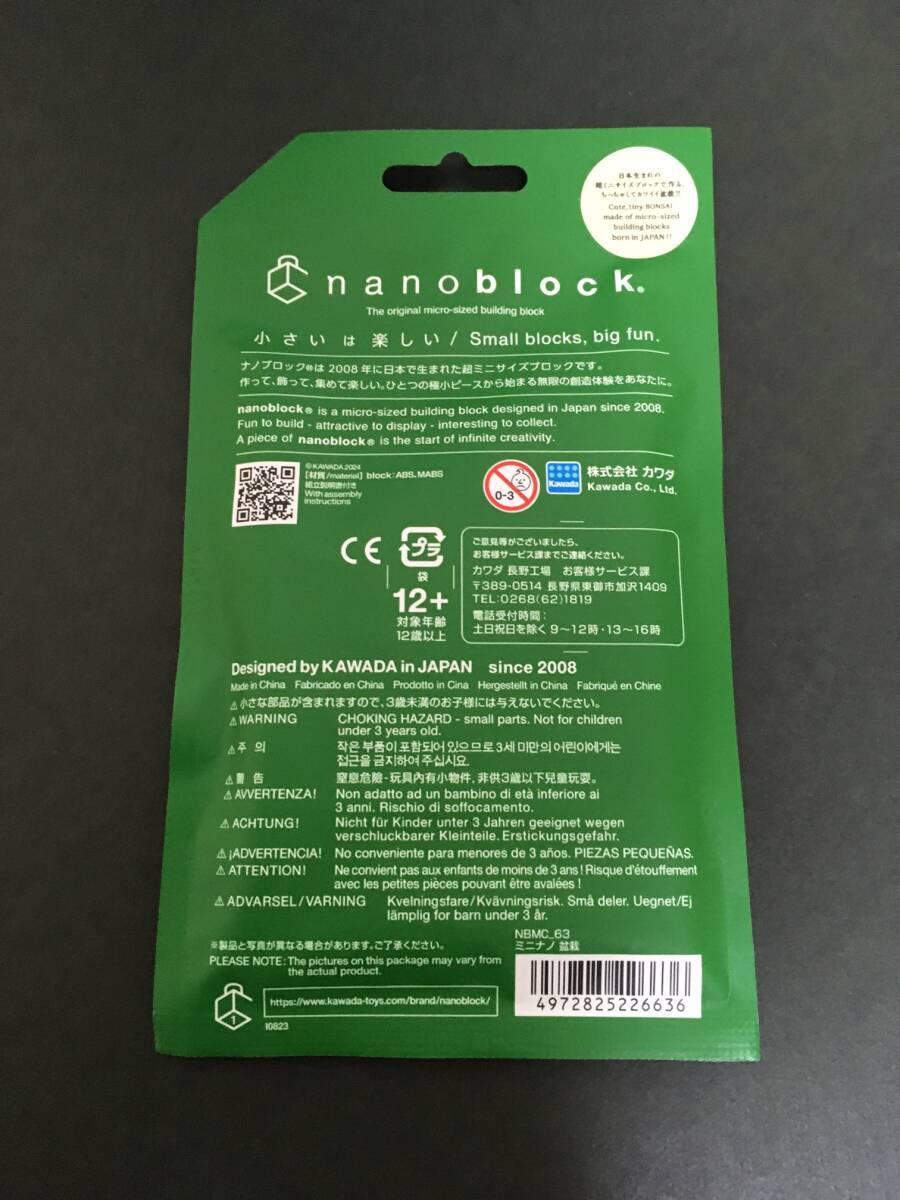 日本生まれの
超ミニサイズブロックで作る、
ちっちゃくてカワイイ盆栽!!
Cute, tiny BONSAI
made of micro-sized
building blocks
born in JAPAN!!
nanoblock®
The original micro-sized building block
小さいは楽しい / Small blocks, big fun.
ナノブロック®は2008年に日本で生まれた超ミニサイズブロックです。
作って、飾って、集めて楽しい。ひとつの極小ピースから始まる無限の創造体験をあなたに。
nanoblock® is a micro-sized building block designed in Japan since 2008.
Fun to build - attractive to display - interesting to collect.
A piece of nanoblock® is the start of infinite creativity.
©KAWADA 2024
[材質/material] block:ABS、MABS
組立説明書付き
With assembly
instructions
0-3
Kawada
株式会社 カワダ
Kawada Co., Ltd.
CE
プラ
袋
12+
対象年齢
12歳以上
ご意見等がございましたら、
お客様サービス課までご連絡ください。
カワダ 長野工場 お客様サービス課
〒389-0514 長野県東御市加沢1409
TEL:0268(62)1819
電話受付時間:
土日祝日を除く 9~12時・13~16時
Designed by KAWADA in JAPAN since 2008
Made in China Fabricado en China Prodotto in Cina Hergestellt in China Fabriqué en Chine
⚠小さな部品が含まれますので、3歳未満のお子様には与えないでください。
⚠WARNING CHOKING HAZARD - small parts. Not for children
under 3 years old.
⚠주 의 작은 부품이 포함되어 있으므로 3세 미만의 어린이에게는
접근을 금지하여 주십시요.
⚠警 告 窒息危險-玩具內有小物件, 非供3歲以下兒童玩耍。
⚠AVVERTENZA! Non adatto ad un bambino di età inferiore ai
3 anni. Rischio di soffocamento.
⚠ACHTUNG! Nicht für Kinder unter 3 Jahren geeignet wegen
verschluckbarer Kleinteile. Erstickungsgefahr.
⚠¡ADVERTENCIA! No conveniente para menores de 3 años. PIEZAS PEQUEÑAS.
⚠ATTENTION! Ne convient pas aux enfants de moins de 3 ans! Risque d'étouffement
avec les petites pièces pouvant être avalées!
⚠ADVARSEL/VARNING Kvelningsfare/Kvävningsrisk. Små deler. Uegnet/Ej
lämplig for barn under 3 år.
※製品と写真が異なる場合があります。ご了承ください。
PLEASE NOTE: The pictures on this package may vary from
the actual product.
NBMC_63
ミニナノ 盆栽
4972825226636
1
https://www.kawada-toys.com/brand/nanoblock/
I0823